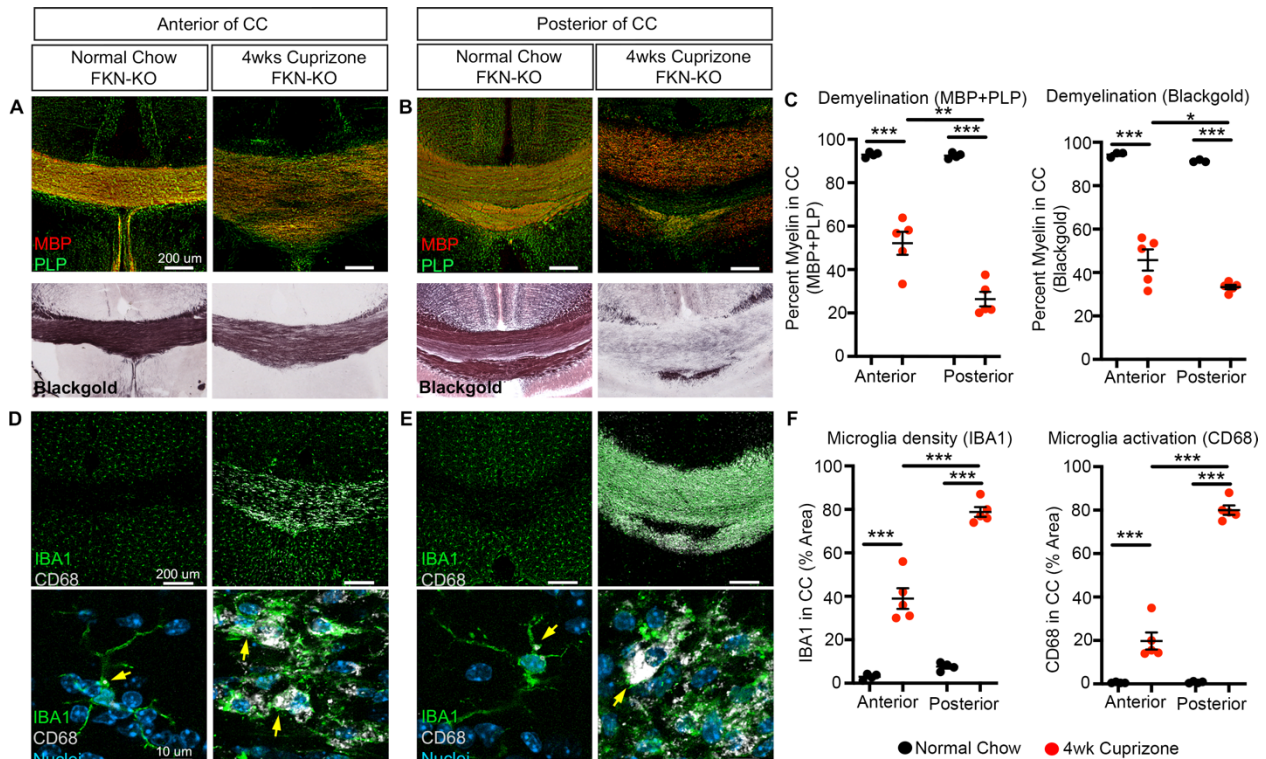 Anterior of CC
Posterior of CC
Normal Chow
FKN-KO
4wks Cuprizone
FKN-KO
Normal Chow
FKN-KO
4wks Cuprizone
FKN-KO
A
MBP
PLP
200 um
Blackgold
B
MBP
PLP
Blackgold
C
Demyelination (MBP+PLP)
Percent Myelin in CC
(MBP+PLP)
100
80
60
40
20
0
***
**
***
Anterior
Posterior
Demyelination (Blackgold)
Percent Myelin in CC
(Blackgold)
100
80
60
40
20
0
***
*
***
Anterior
Posterior
D
IBA1
CD68
200 um
IBA1
CD68
Nuclei
10 um
E
IBA1
CD68
IBA1
CD68
Nuclei
F
Microglia density (IBA1)
IBA1 in CC (% Area)
100
80
60
40
20
0
***
***
***
Anterior
Posterior
Microglia activation (CD68)
CD68 in CC (% Area)
100
80
60
40
20
0
***
***
***
Anterior
Posterior
Normal Chow
4wk Cuprizone